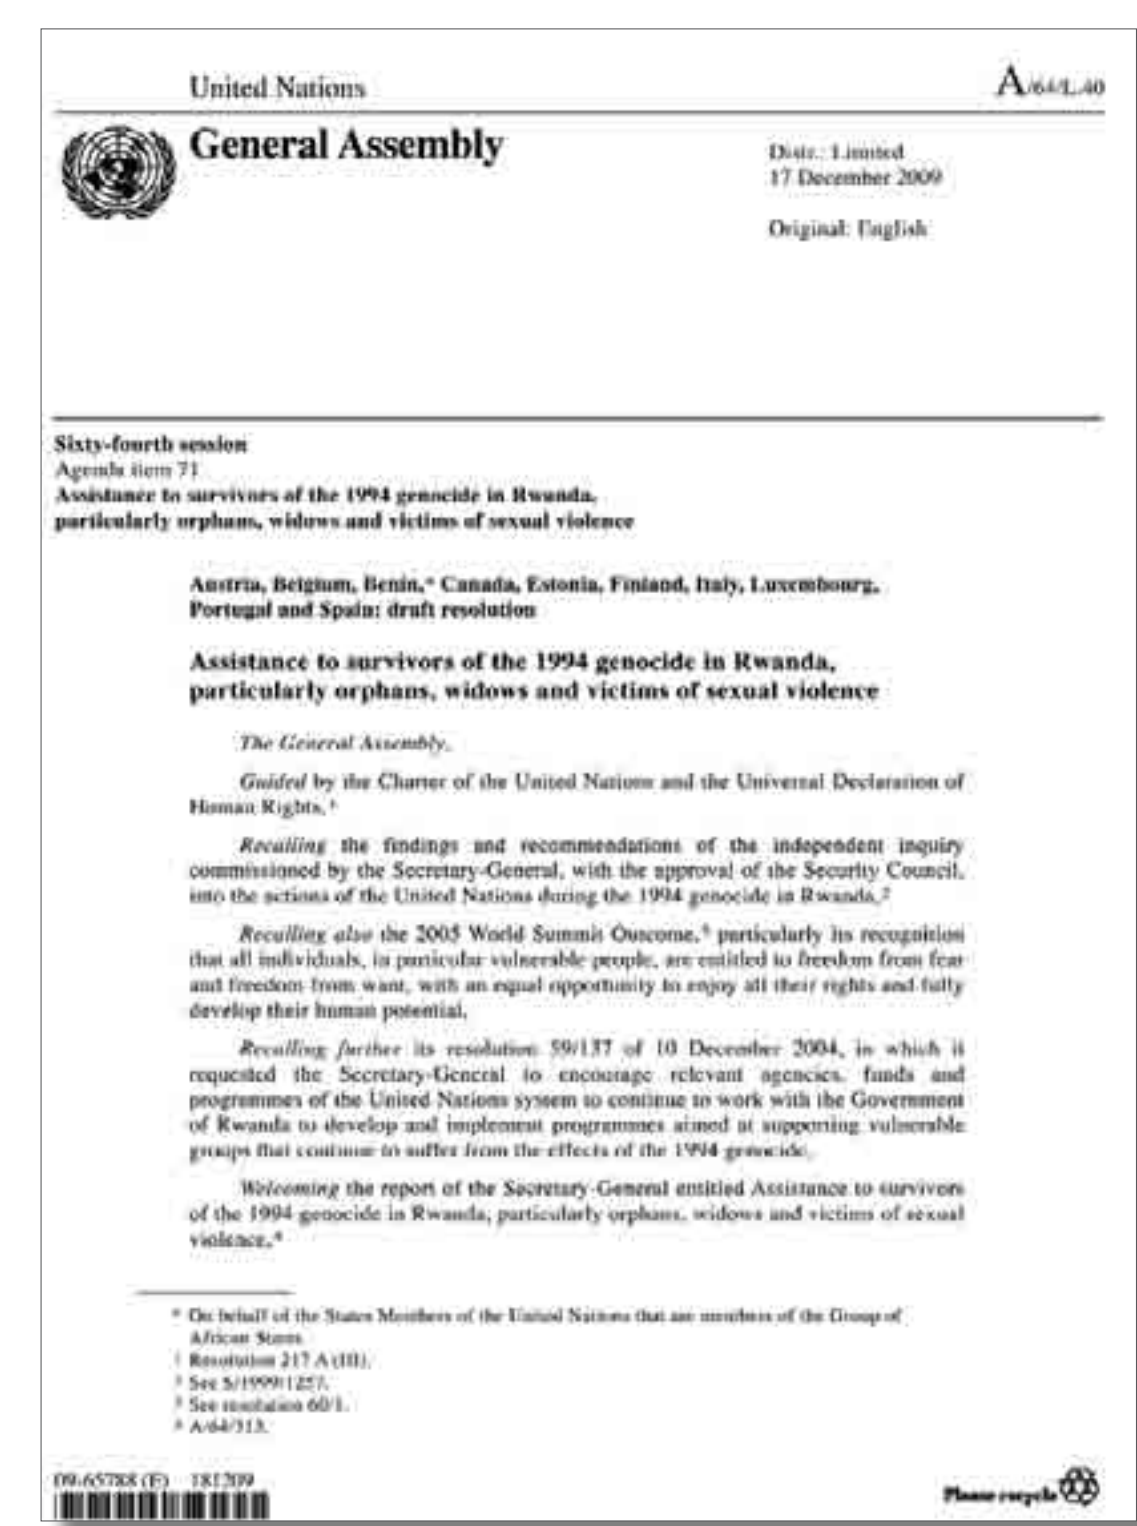 United Nations
A/64/L.40
General Assembly
Distr.: Limited
17 December 2009
Original: English
Sixty-fourth session
Agenda item 71
Assistance to survivors of the 1994 genocide in Rwanda,
particularly orphans, widows and victims of sexual violence
Austria, Belgium, Benin,* Canada, Estonia, Finland, Italy, Luxembourg,
Portugal and Spain: draft resolution
Assistance to survivors of the 1994 genocide in Rwanda,
particularly orphans, widows and victims of sexual violence
The General Assembly,
Guided by the Charter of the United Nations and the Universal Declaration of
Human Rights,¹
Recalling the findings and recommendations of the independent inquiry
commissioned by the Secretary-General, with the approval of the Security Council,
into the actions of the United Nations during the 1994 genocide in Rwanda,²
Recalling also the 2005 World Summit Outcome,³ particularly its recognition
that all individuals, in particular vulnerable people, are entitled to freedom from fear
and freedom from want, with an equal opportunity to enjoy all their rights and fully
develop their human potential,
Recalling further its resolution 59/137 of 10 December 2004, in which it
requested the Secretary-General to encourage relevant agencies, funds and
programmes of the United Nations system to continue to work with the Government
of Rwanda to develop and implement programmes aimed at supporting vulnerable
groups that continue to suffer from the effects of the 1994 genocide,
Welcoming the report of the Secretary-General entitled Assistance to survivors
of the 1994 genocide in Rwanda, particularly orphans, widows and victims of sexual
violence,⁴
* On behalf of the States Members of the United Nations that are members of the Group of
African States.
¹ Resolution 217 A (III).
² See S/1999/1257.
³ See resolution 60/1.
⁴ A/64/313.
09-65788 (E) 181209
Please recycle